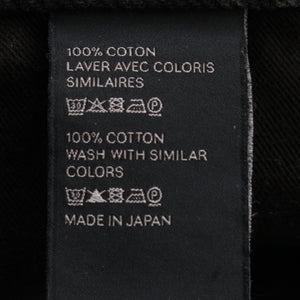 100% COTON
LAVER AVEC COLORIS
SIMILAIRES
100% COTTON
WASH WITH SIMILAR
COLORS
MADE IN JAPAN